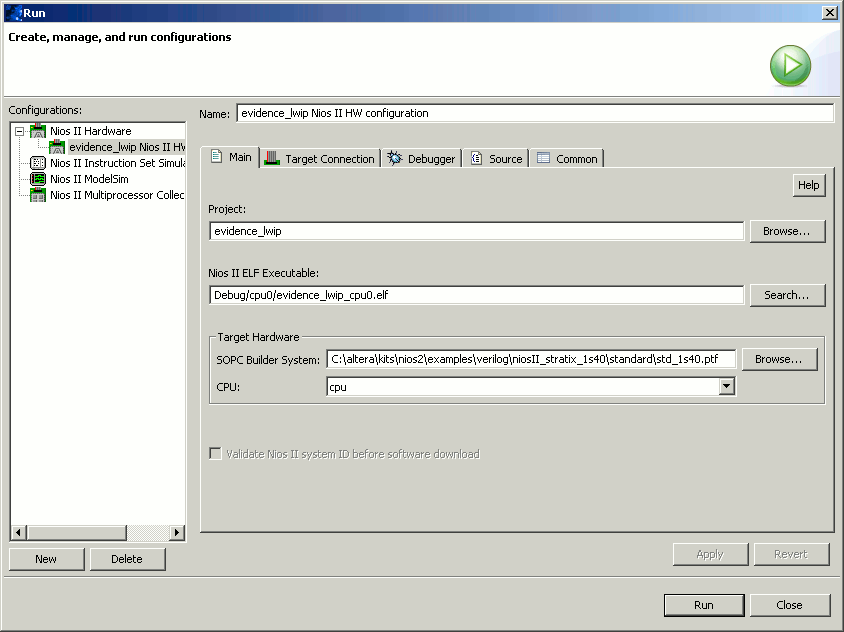 Run
Create, manage, and run configurations
Configurations:
Nios II Hardware
evidence_lwip Nios II HW
Nios II Instruction Set Simula
Nios II ModelSim
Nios II Multiprocessor Collec
New
Delete
Name:
evidence_lwip Nios II HW configuration
Main
Target Connection
Debugger
Source
Common
Help
Project:
evidence_lwip
Browse...
Nios II ELF Executable:
Debug/cpu0/evidence_lwip_cpu0.elf
Search...
Target Hardware
SOPC Builder System:
C:\altera\kits\nios2\examples\verilog\niosII_stratix_1s40\standard\std_1s40.ptf
Browse...
CPU:
cpu
Validate Nios II system ID before software download
Apply
Revert
Run
Close